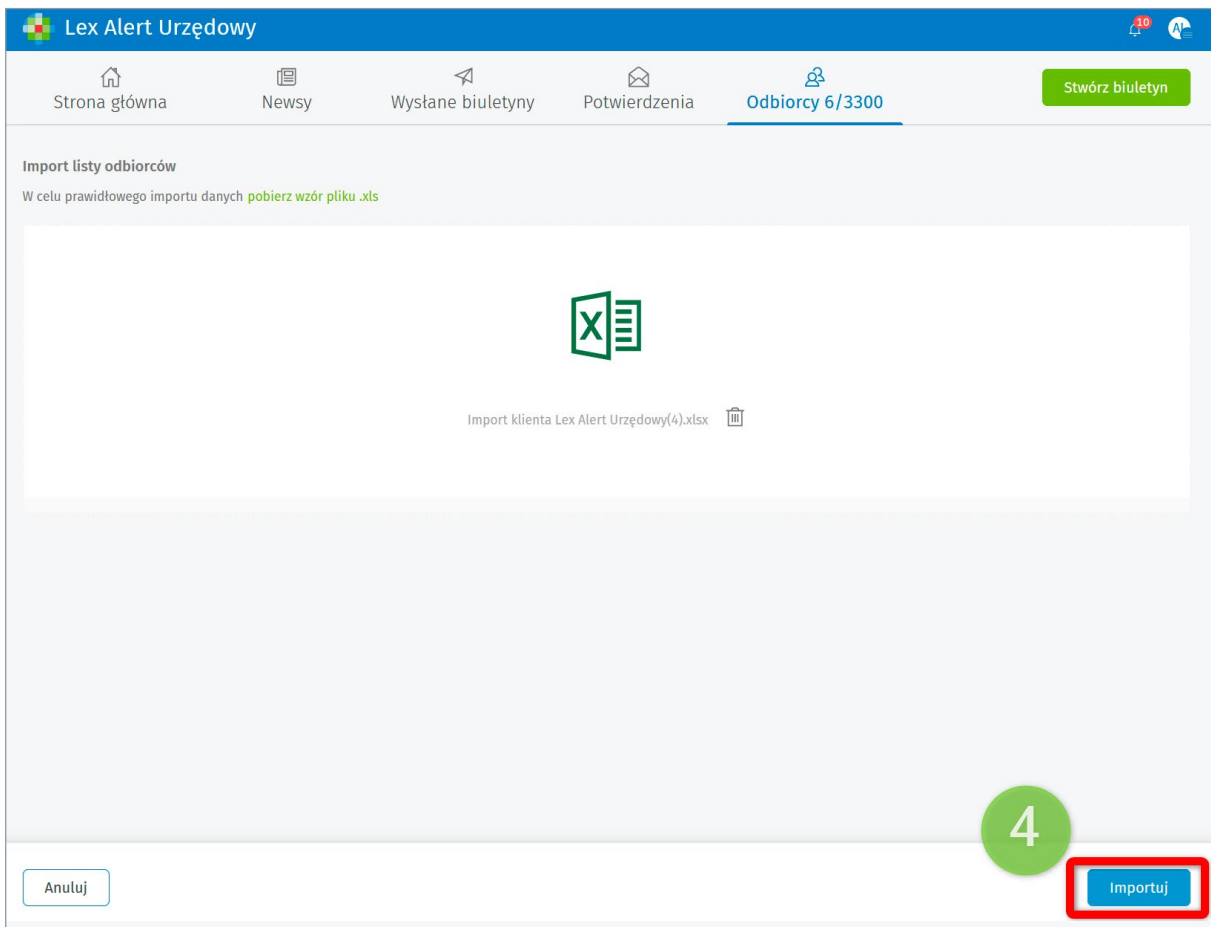 Lex Alert Urzędowy
10
Strona główna
Newsy
Wysłane biuletyny
Potwierdzenia
Odbiorcy 6/3300
Stwórz biuletyn
Import listy odbiorców
W celu prawidłowego importu danych pobierz wzór pliku .xls
X
Import klienta Lex Alert Urzędowy(4).xlsx
4
Anuluj
Importuj